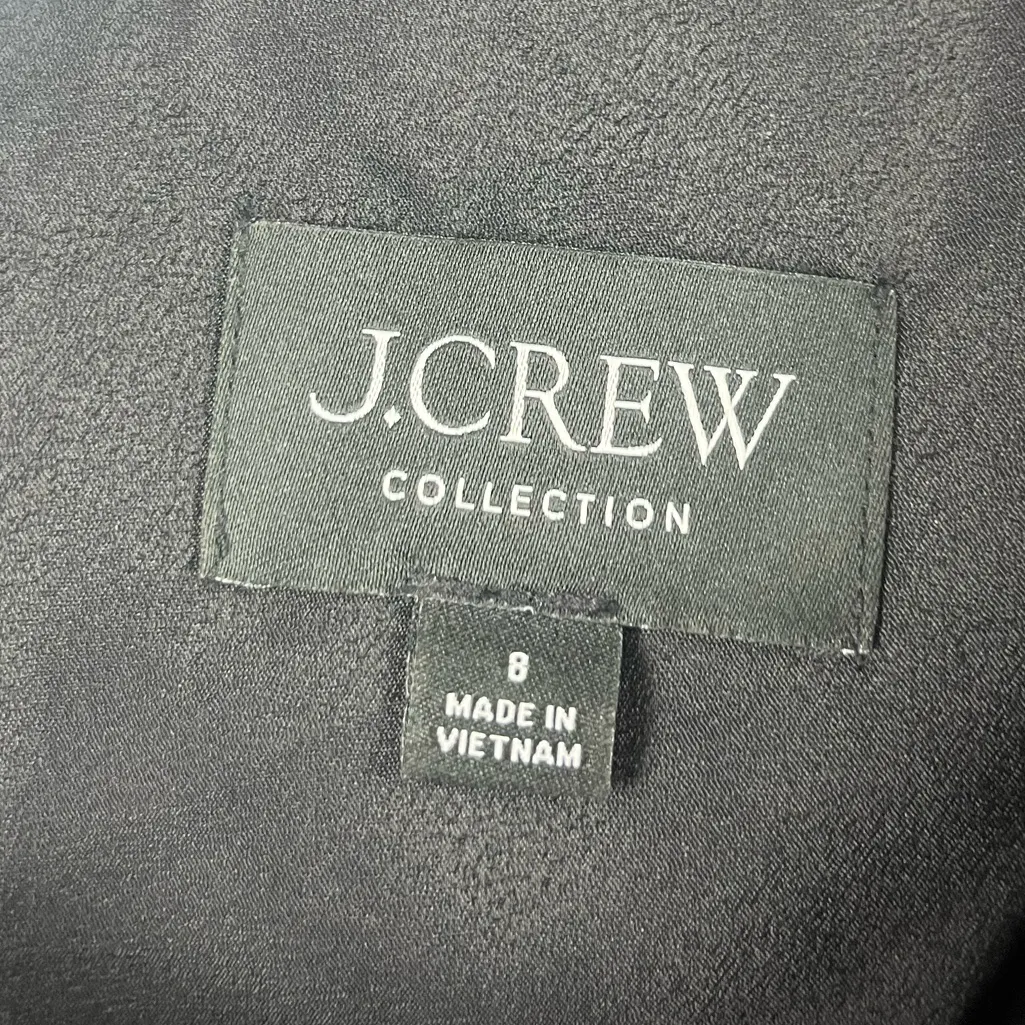 J.CREW
COLLECTION
8
MADE IN
VIETNAM